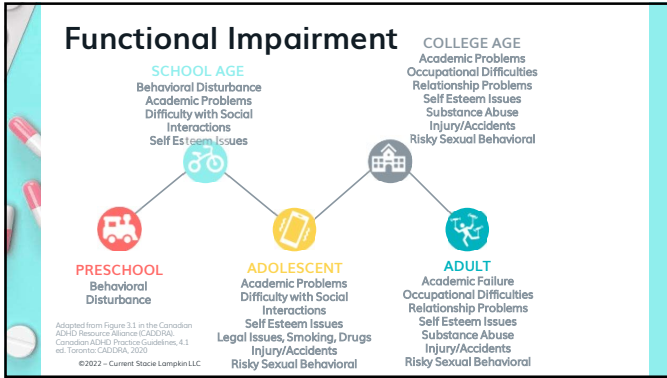 Functional Impairment
SCHOOL AGE
Behavioral Disturbance
Academic Problems
Difficulty with Social
Interactions
Self Esteem Issues
COLLEGE AGE
Academic Problems
Occupational Difficulties
Relationship Problems
Self Esteem Issues
Substance Abuse
Injury/Accidents
Risky Sexual Behavioral
PRESCHOOL
Behavioral
Disturbance
ADOLESCENT
Academic Problems
Difficulty with Social
Interactions
Self Esteem Issues
Legal Issues, Smoking, Drugs
Injury/Accidents
Risky Sexual Behavioral
ADULT
Academic Failure
Occupational Difficulties
Relationship Problems
Self Esteem Issues
Substance Abuse
Injury/Accidents
Risky Sexual Behavioral
Adapted from Figure 3.1 in the Canadian
ADHD Resource Alliance (CADDRA).
Canadian ADHD Practice Guidelines, 4.1
ed. Toronto: CADDRA, 2020
©2022 – Current Stacie Lampkin LLC